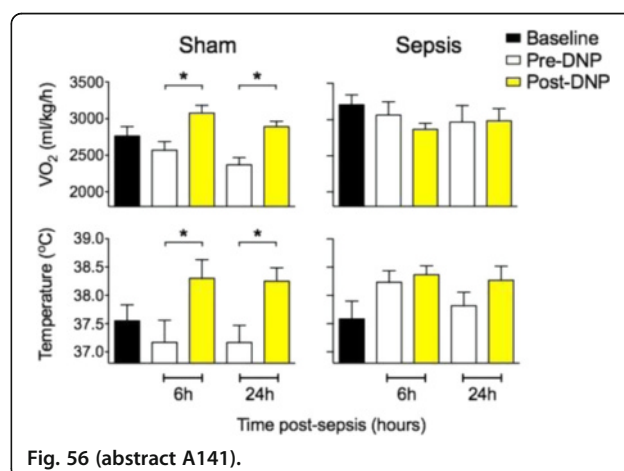 Sham
Sepsis
Baseline
Pre-DNP
Post-DNP
VO2 (ml/kg/h)
3500
3000
2500
2000
* *
Temperature (°C)
39.0
38.5
38.0
37.5
37.0
* *
6h 24h 6h 24h
Time post-sepsis (hours)
Fig. 56 (abstract A141).